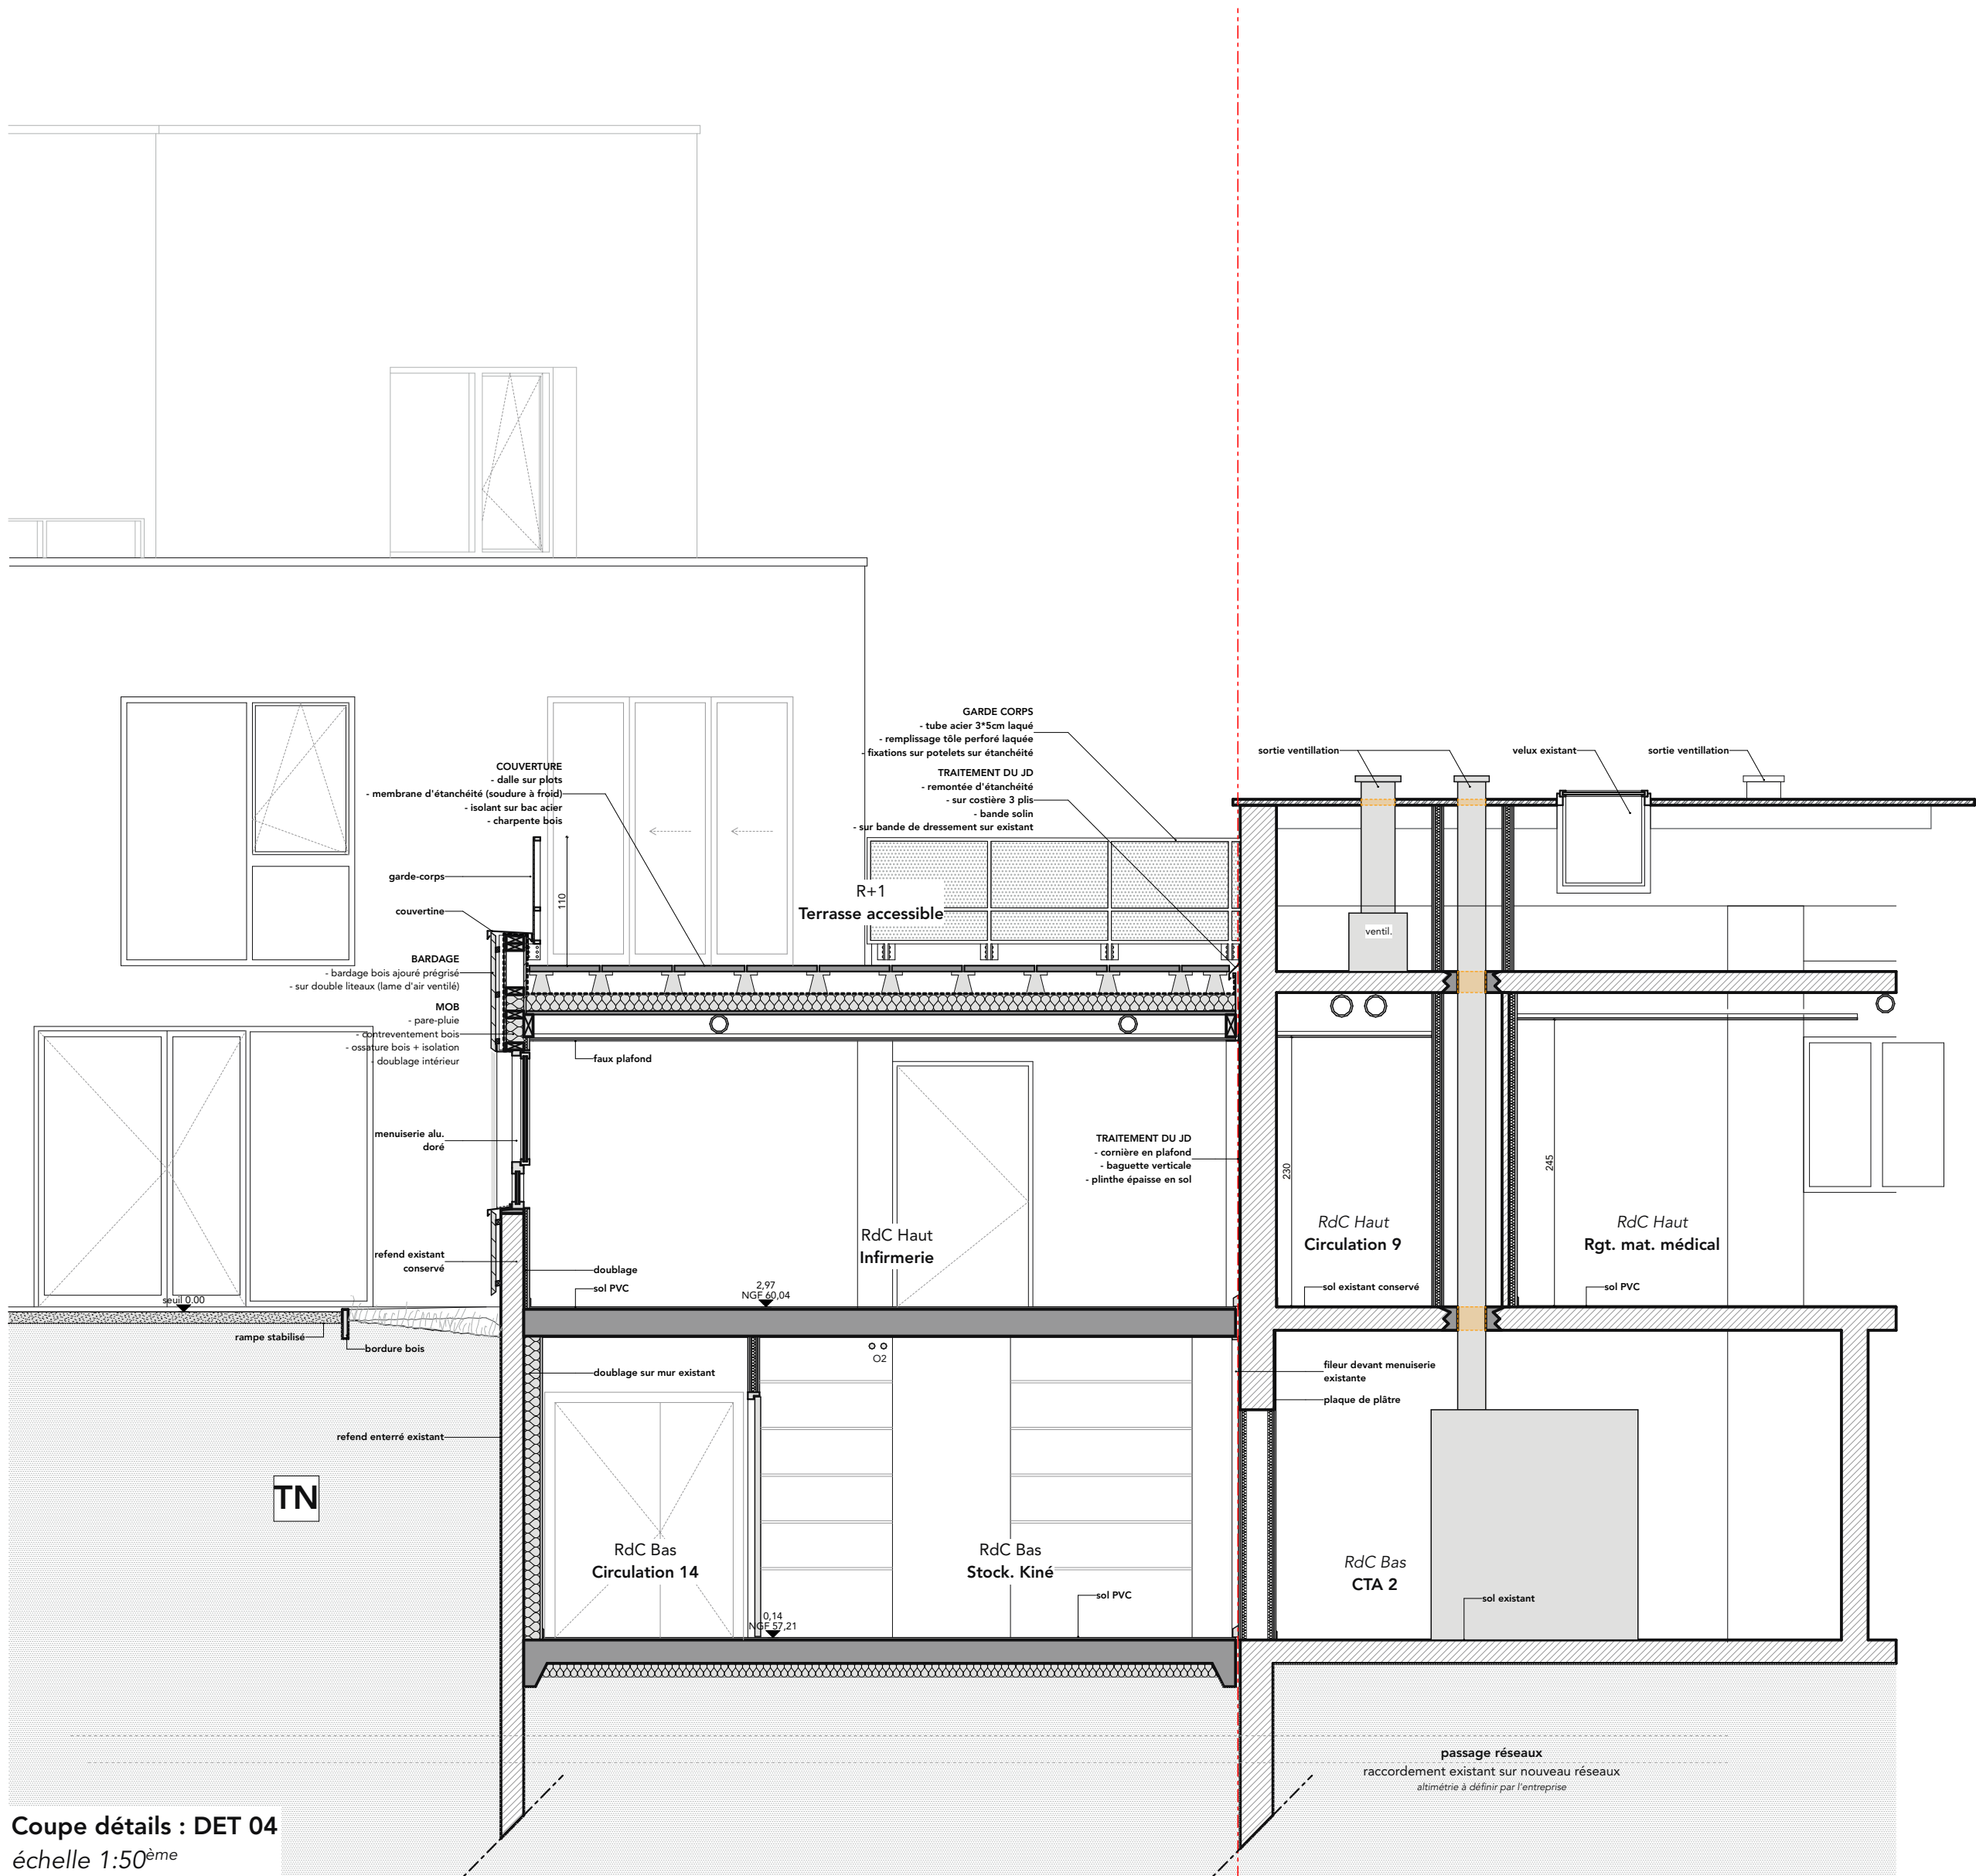 GARDE CORPS
- tube acier 3*5cm laqué
- remplissage tôle perforé laquée
- fixations sur potelets sur étanchéité
TRAITEMENT DU JD
- remontée d'étanchéité
- sur costière 3 plis
- bande solin
- sur bande de dressement sur existant
sortie ventillation
velux existant
sortie ventillation
COUVERTURE
- dalle sur plots
- membrane d'étanchéité (soudure à froid)
- isolant sur bac acier
- charpente bois
garde-corps
110
R+1
Terrasse accessible
couvertine
ventil.
BARDAGE
- bardage bois ajouré prégrisé
- sur double liteaux (lame d'air ventilé)
MOB
- pare-pluie
- contreventement bois
- ossature bois + isolation
- doublage intérieur
faux plafond
menuiserie alu.
doré
TRAITEMENT DU JD
- cornière en plafond
- baguette verticale
- plinthe épaisse en sol
230
245
RdC Haut
Infirmerie
RdC Haut
Circulation 9
RdC Haut
Rgt. mat. médical
refend existant
conservé
doublage
sol PVC
2,97
NGF 60,04
sol existant conservé
sol PVC
seuil 0.00
rampe stabilisé
bordure bois
O2
doublage sur mur existant
fileur devant menuiserie
existante
plaque de plâtre
refend enterré existant
TN
RdC Bas
Circulation 14
RdC Bas
Stock. Kiné
RdC Bas
CTA 2
sol PVC
sol existant
0,14
NGF 57,21
passage réseaux
raccordement existant sur nouveau réseaux
altimétrie à définir par l'entreprise
Coupe détails : DET 04
échelle 1:50ème